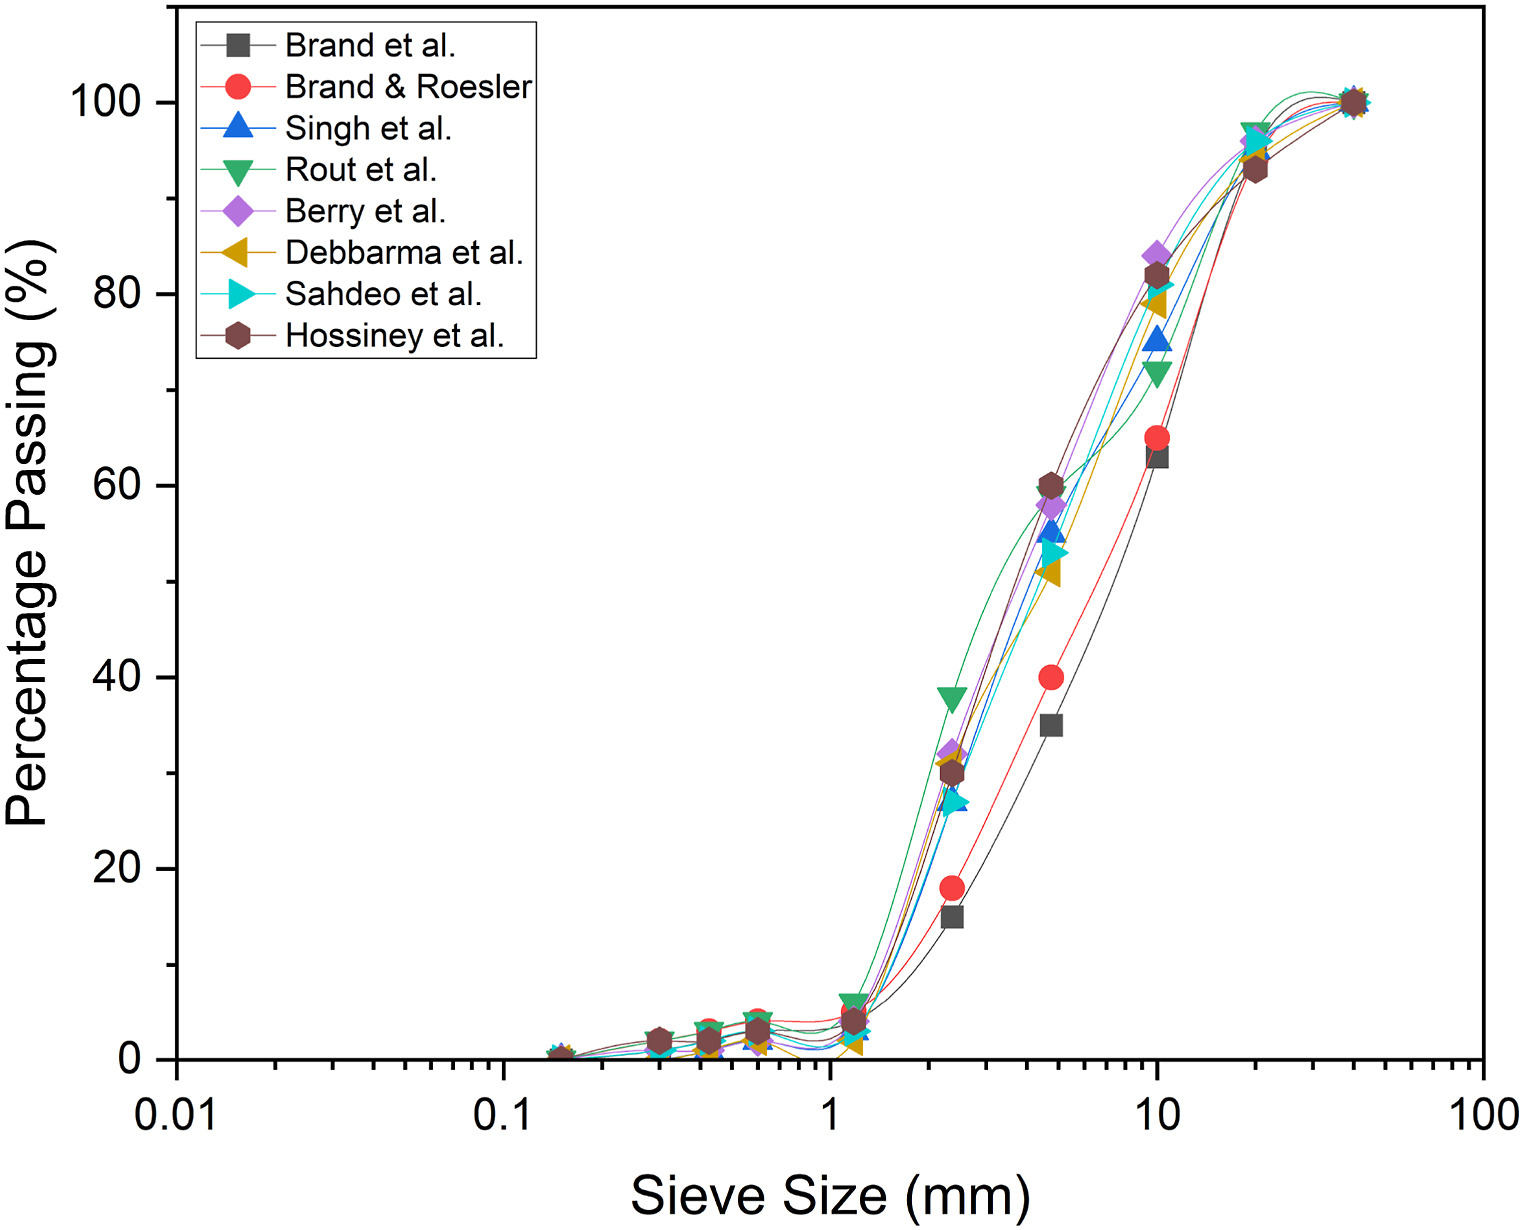 Brand et al.
Brand & Roesler
Singh et al.
Rout et al.
Berry et al.
Debbarma et al.
Sahdeo et al.
Hossiney et al.
Percentage Passing (%)
100
80
60
40
20
0
0.01
0.1
1
10
100
Sieve Size (mm)